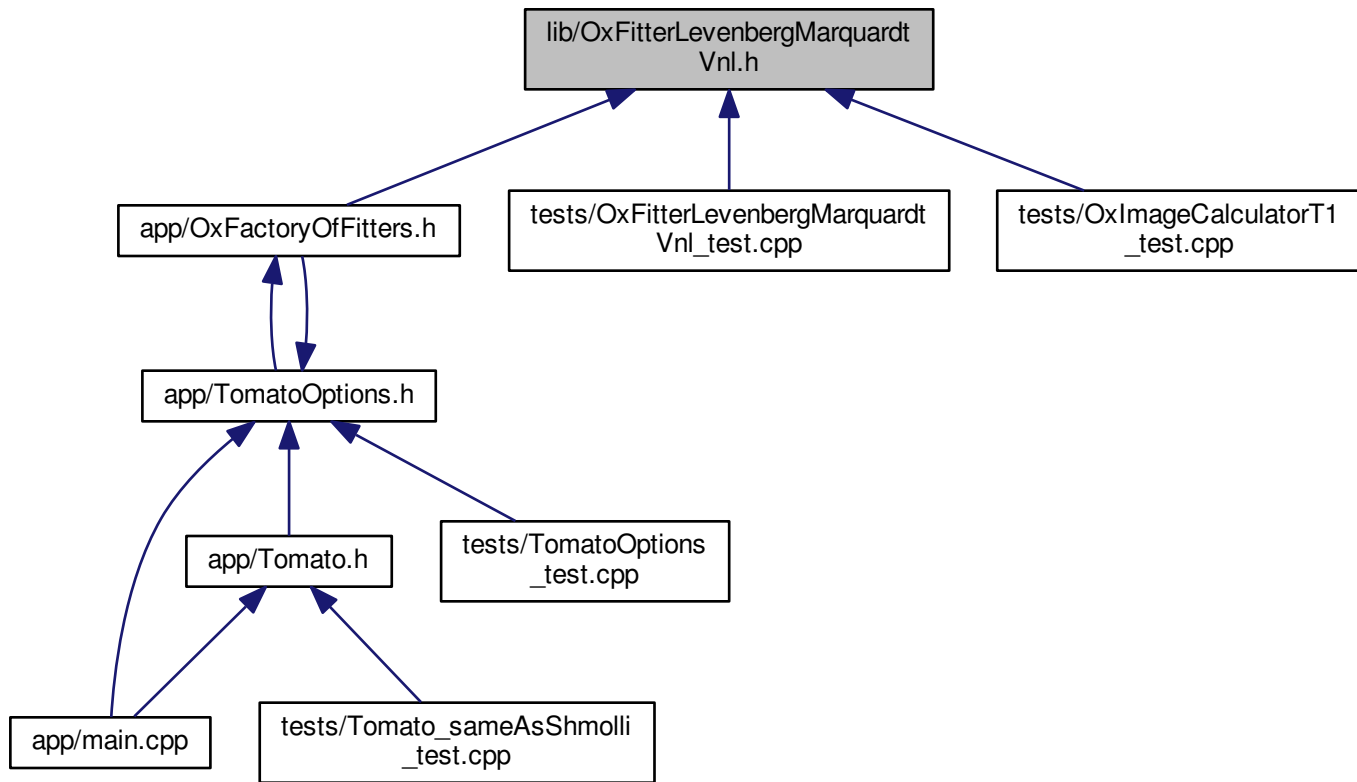 lib/OxFitterLevenbergMarquardt
Vnl.h
app/OxFactoryOfFitters.h
tests/OxFitterLevenbergMarquardt
Vnl_test.cpp
tests/OxImageCalculatorT1
_test.cpp
app/TomatoOptions.h
app/Tomato.h
tests/TomatoOptions
_test.cpp
app/main.cpp
tests/Tomato_sameAsShmolli
_test.cpp